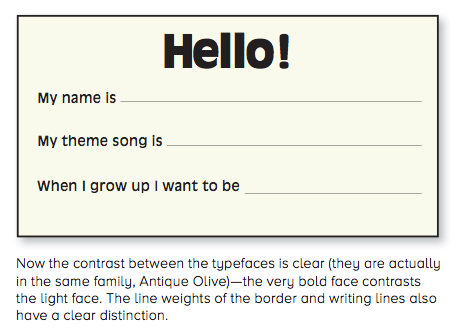 Hello!
My name is
My theme song is
When I grow up I want to be
Now the contrast between the typefaces is clear (they are actually
in the same family, Antique Olive)—the very bold face contrasts
the light face. The line weights of the border and writing lines also
have a clear distinction.